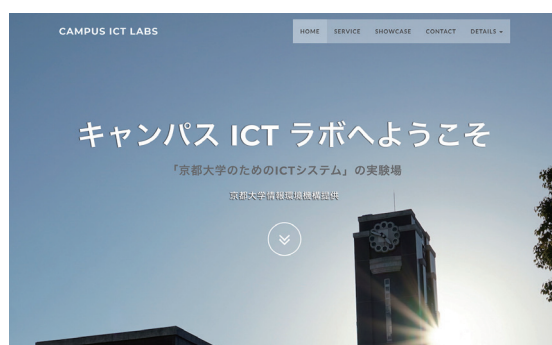 CAMPUS ICT LABS
HOME SERVICE SHOWCASE CONTACT DETAILS
キャンパス ICT ラボへようこそ
「京都大学のためのICTシステム」の実験場
京都大学情報環境機構提供